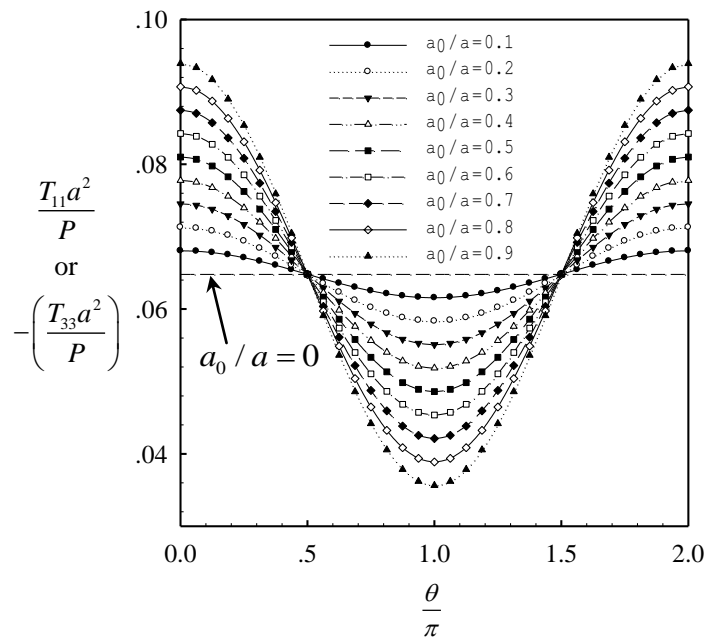 .10
.08
.06
.04
T₁₁a²
P
or
−(T₃₃a²
P)
a₀/a=0.1
a₀/a=0.2
a₀/a=0.3
a₀/a=0.4
a₀/a=0.5
a₀/a=0.6
a₀/a=0.7
a₀/a=0.8
a₀/a=0.9
a₀ / a = 0
0.0 .5 1.0 1.5 2.0
θ
π